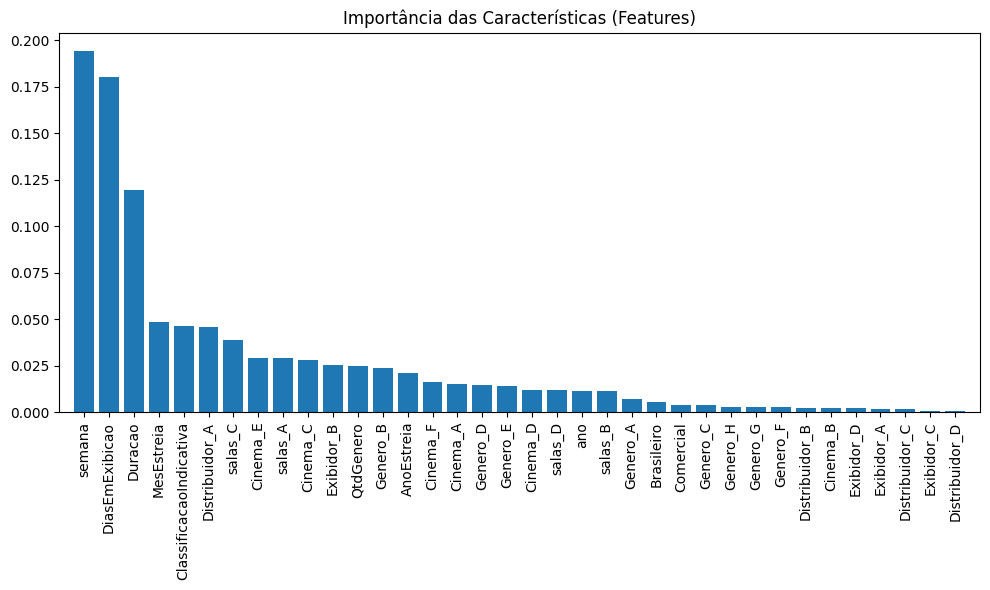 Importância das Características (Features)
0.200
0.175
0.150
0.125
0.100
0.075
0.050
0.025
0.000
semana
DiasEmExibicao
Duracao
MesEstreia
ClassificacaoIndicativa
Distribuidor_A
salas_C
Cinema_E
salas_A
Cinema_C
Exibidor_B
QtdGenero
Genero_B
AnoEstreia
Cinema_F
Cinema_A
Genero_D
Genero_E
Cinema_D
salas_D
ano
salas_B
Genero_A
Brasileiro
Comercial
Genero_C
Genero_H
Genero_G
Genero_F
Distribuidor_B
Cinema_B
Exibidor_D
Exibidor_A
Distribuidor_C
Exibidor_C
Distribuidor_D